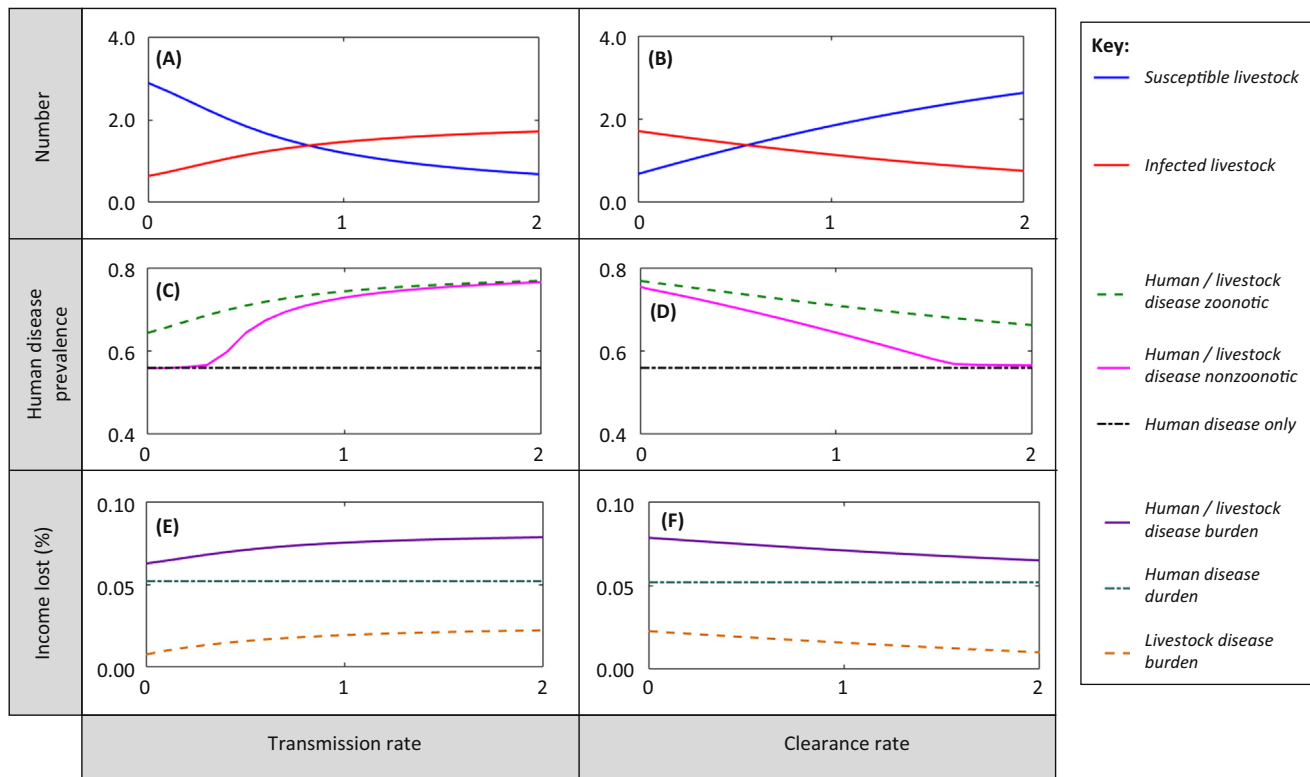 Number
4.0
2.0
0.0
(A)
0
1
2
4.0
2.0
0.0
(B)
0
1
2
Human disease
prevalence
0.8
0.6
0.4
(C)
0
1
2
0.8
0.6
0.4
(D)
0
1
2
Income lost (%)
0.10
0.05
0.00
(E)
0
1
2
0.10
0.05
0.00
(F)
0
1
2
Transmission rate
Clearance rate
Key:
Susceptible livestock
Infected livestock
Human / livestock
disease zoonotic
Human / livestock
disease nonzoonotic
Human disease only
Human / livestock
disease burden
Human disease
durden
Livestock disease
burden